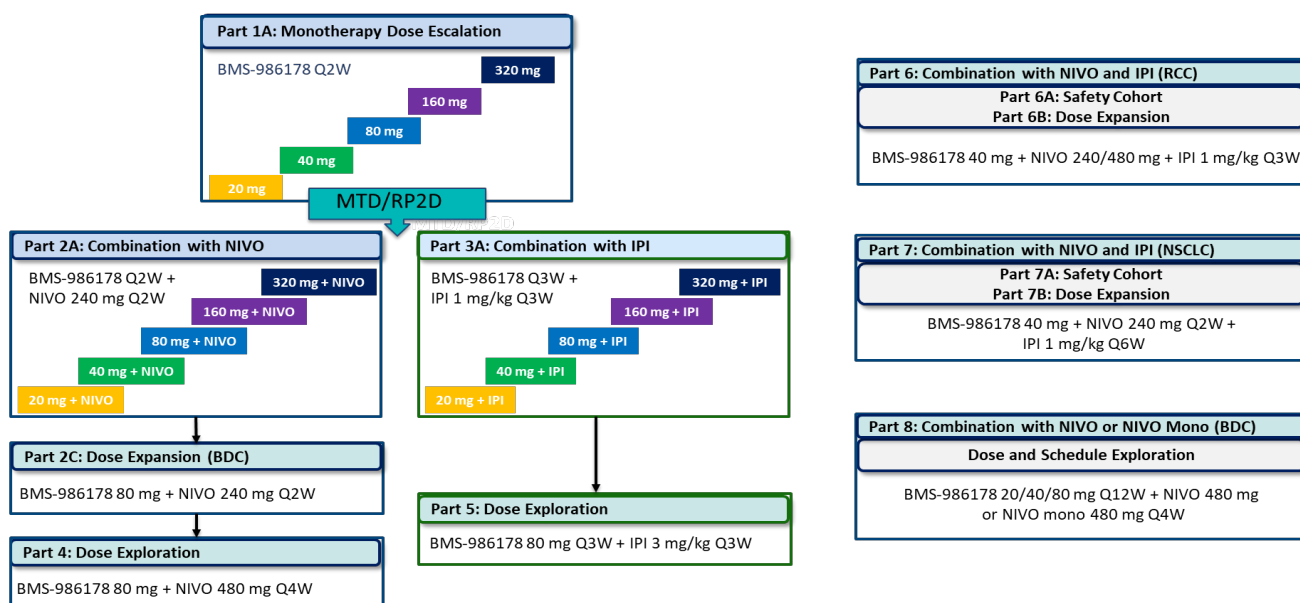 Part 1A: Monotherapy Dose Escalation
BMS-986178 Q2W
320 mg
160 mg
80 mg
40 mg
20 mg
MTD/RP2D
MTD/RP2D
Part 2A: Combination with NIVO
BMS-986178 Q2W +
NIVO 240 mg Q2W
320 mg + NIVO
160 mg + NIVO
80 mg + NIVO
40 mg + NIVO
20 mg + NIVO
Part 2C: Dose Expansion (BDC)
BMS-986178 80 mg + NIVO 240 mg Q2W
Part 4: Dose Exploration
BMS-986178 80 mg + NIVO 480 mg Q4W
Part 3A: Combination with IPI
BMS-986178 Q3W +
IPI 1 mg/kg Q3W
320 mg + IPI
160 mg + IPI
80 mg + IPI
40 mg + IPI
20 mg + IPI
Part 5: Dose Exploration
BMS-986178 80 mg Q3W + IPI 3 mg/kg Q3W
Part 6: Combination with NIVO and IPI (RCC)
Part 6A: Safety Cohort
Part 6B: Dose Expansion
BMS-986178 40 mg + NIVO 240/480 mg + IPI 1 mg/kg Q3W
Part 7: Combination with NIVO and IPI (NSCLC)
Part 7A: Safety Cohort
Part 7B: Dose Expansion
BMS-986178 40 mg + NIVO 240 mg Q2W +
IPI 1 mg/kg Q6W
Part 8: Combination with NIVO or NIVO Mono (BDC)
Dose and Schedule Exploration
BMS-986178 20/40/80 mg Q12W + NIVO 480 mg
or NIVO mono 480 mg Q4W